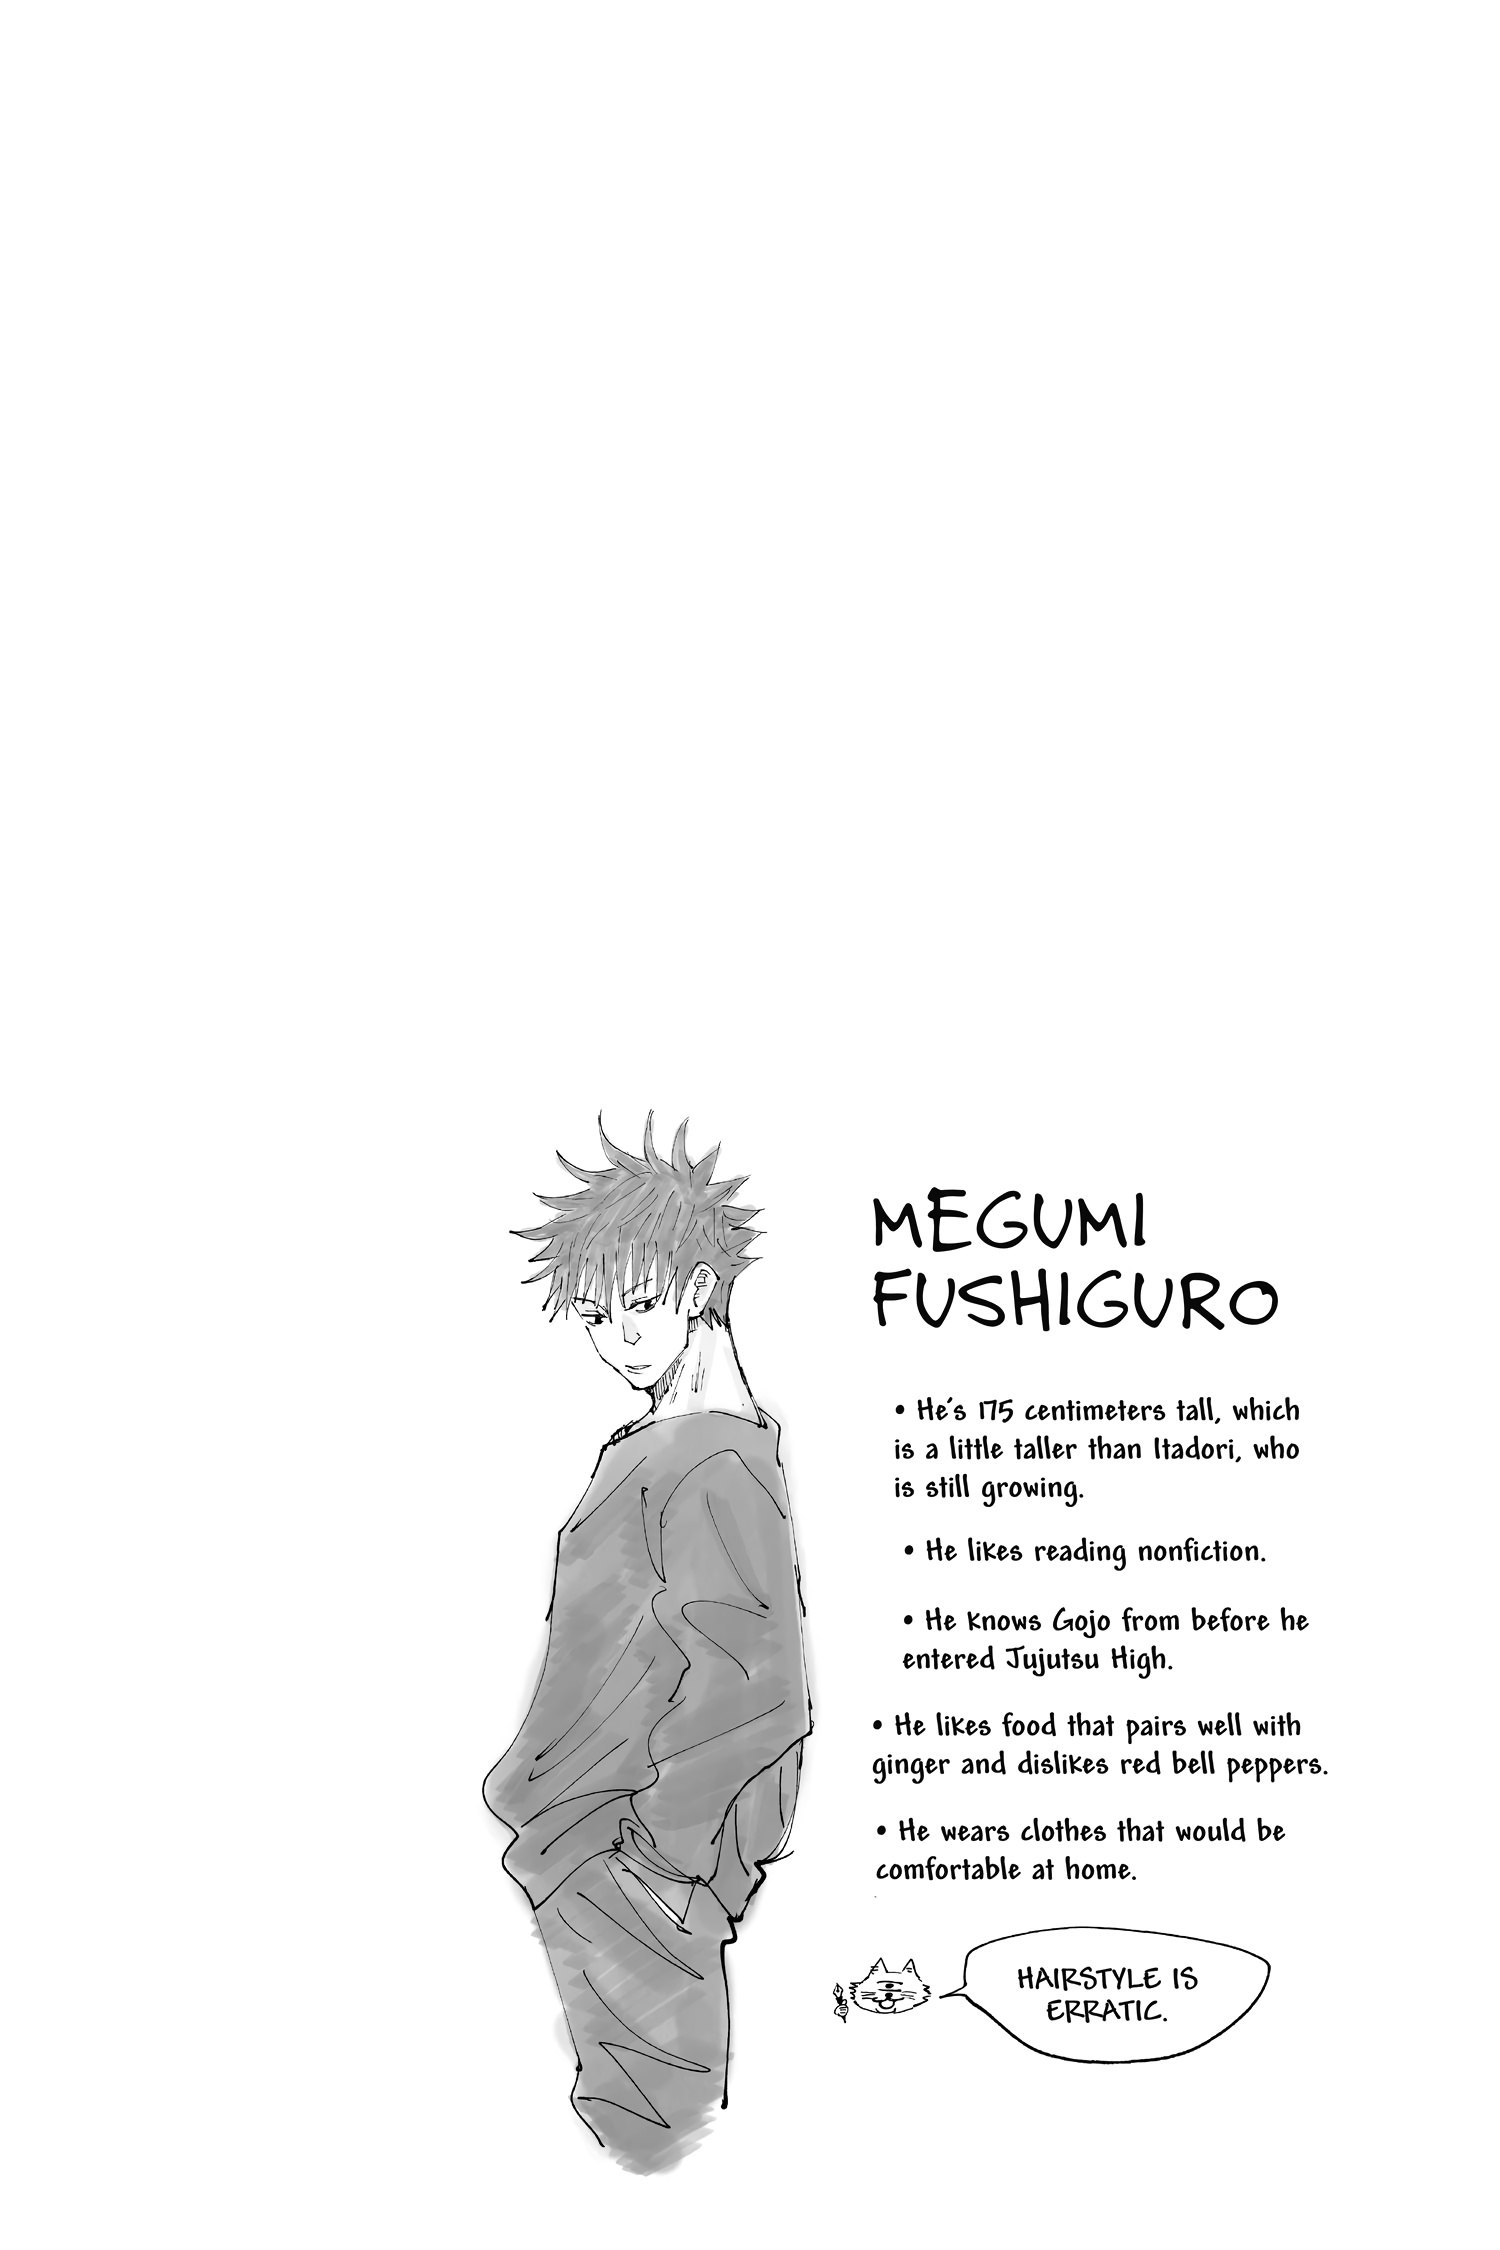 MEGUMI
FUSHIGURO
• He's 175 centimeters tall, which
is a little taller than Itadori, who
is still growing.
• He likes reading nonfiction.
• He knows Gojo from before he
entered Jujutsu High.
• He likes food that pairs well with
ginger and dislikes red bell peppers.
• He wears clothes that would be
comfortable at home.
HAIRSTYLE IS
ERRATIC.